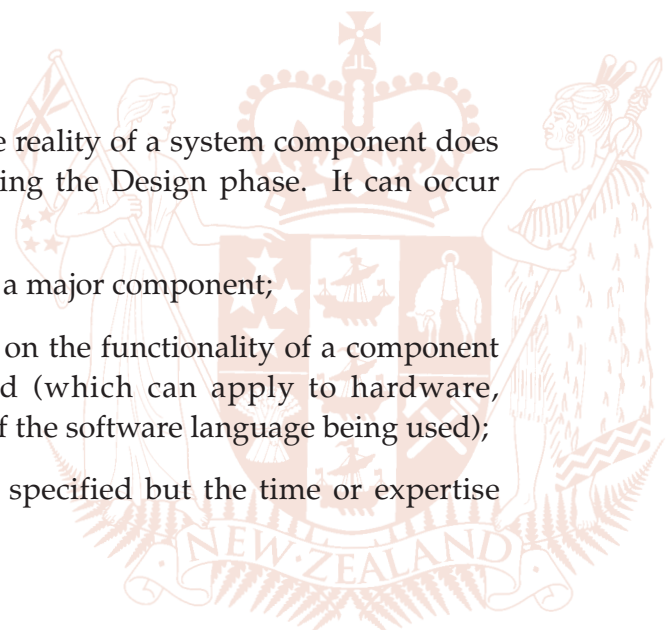 e reality of a system component does
ing the Design phase. It can occur
a major component;
on the functionality of a component
d (which can apply to hardware,
f the software language being used);
specified but the time or expertise
NEW·ZEALAND